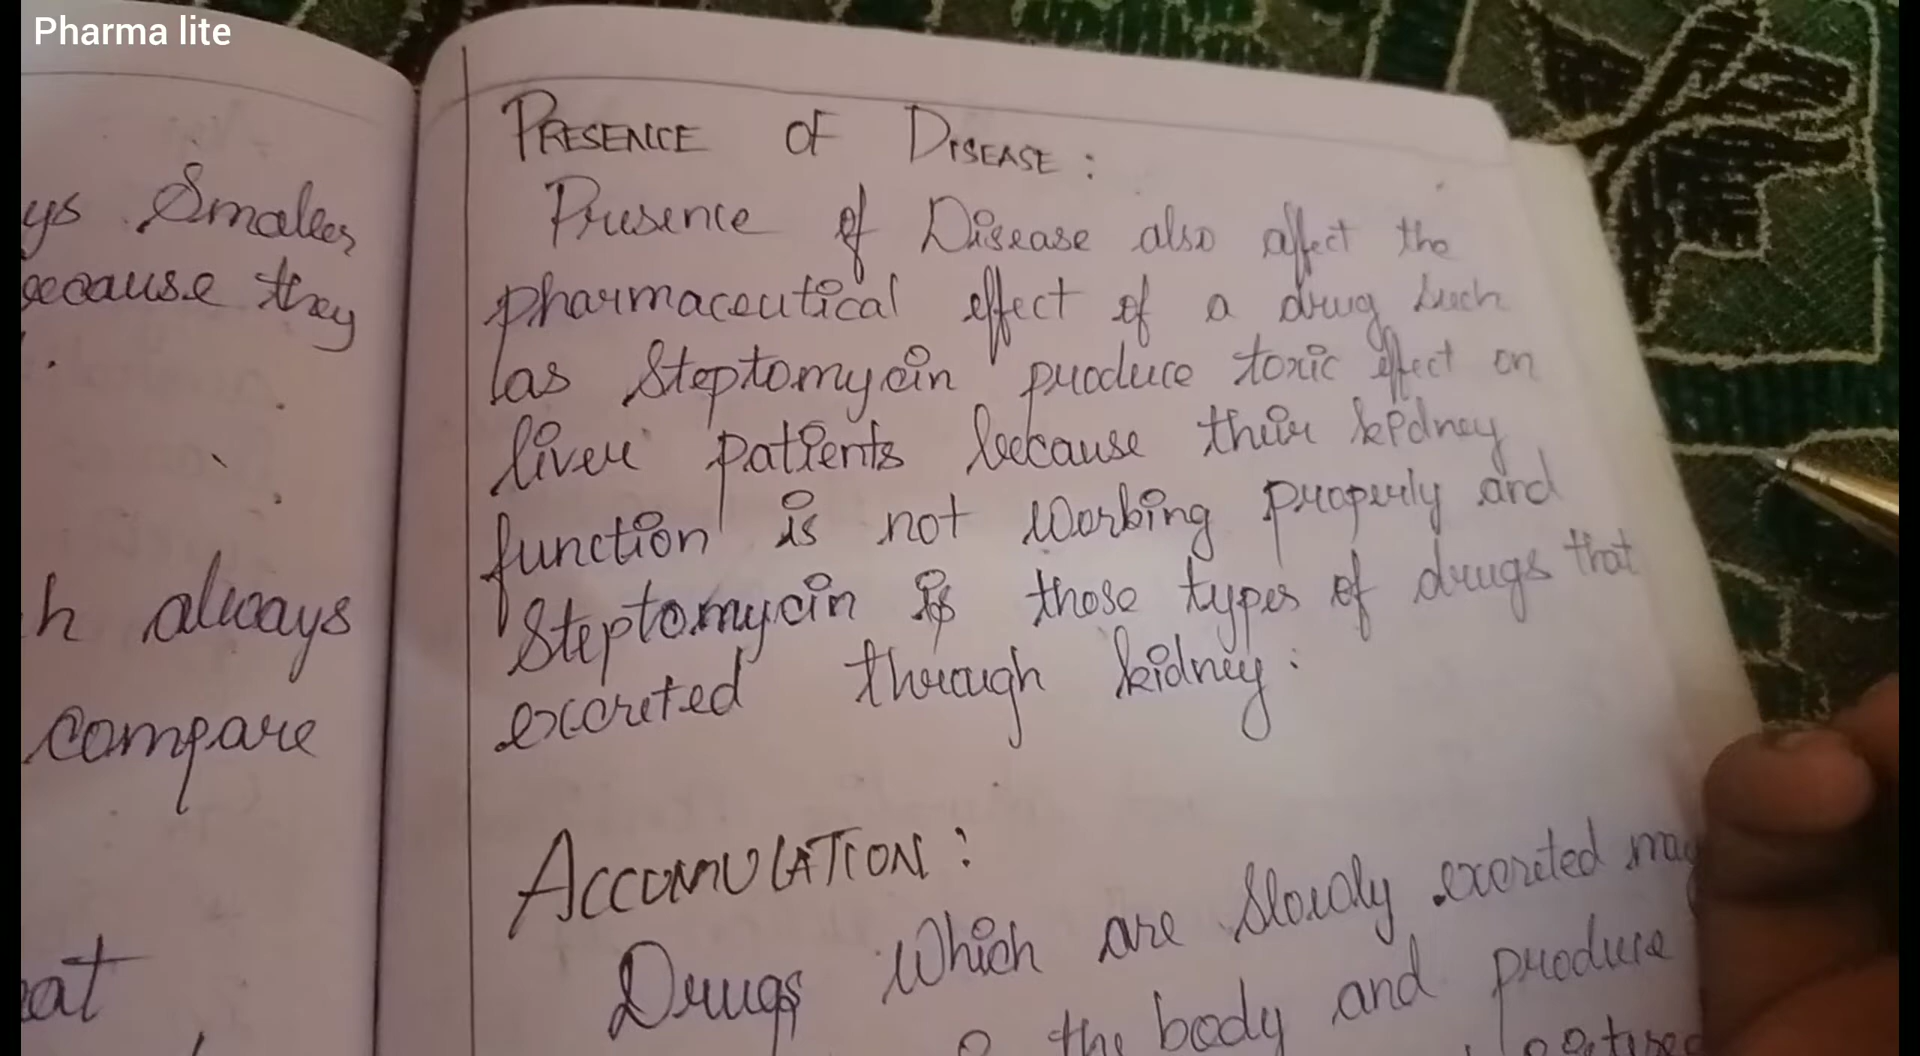 Pharma lite
ys Smaller
because they
h always
compare
eat
PRESENCE OF DISEASE:
Presence of Disease also affect the
pharmaceutical effect of a drug such
as Steptomycin produce toxic effect on
liver patients because their kidney
function is not working properly and
Steptomycin is those types of drugs that
excreted through kidney.
ACCUMULATION:
Drugs which are slowly excreted may
the body and produce